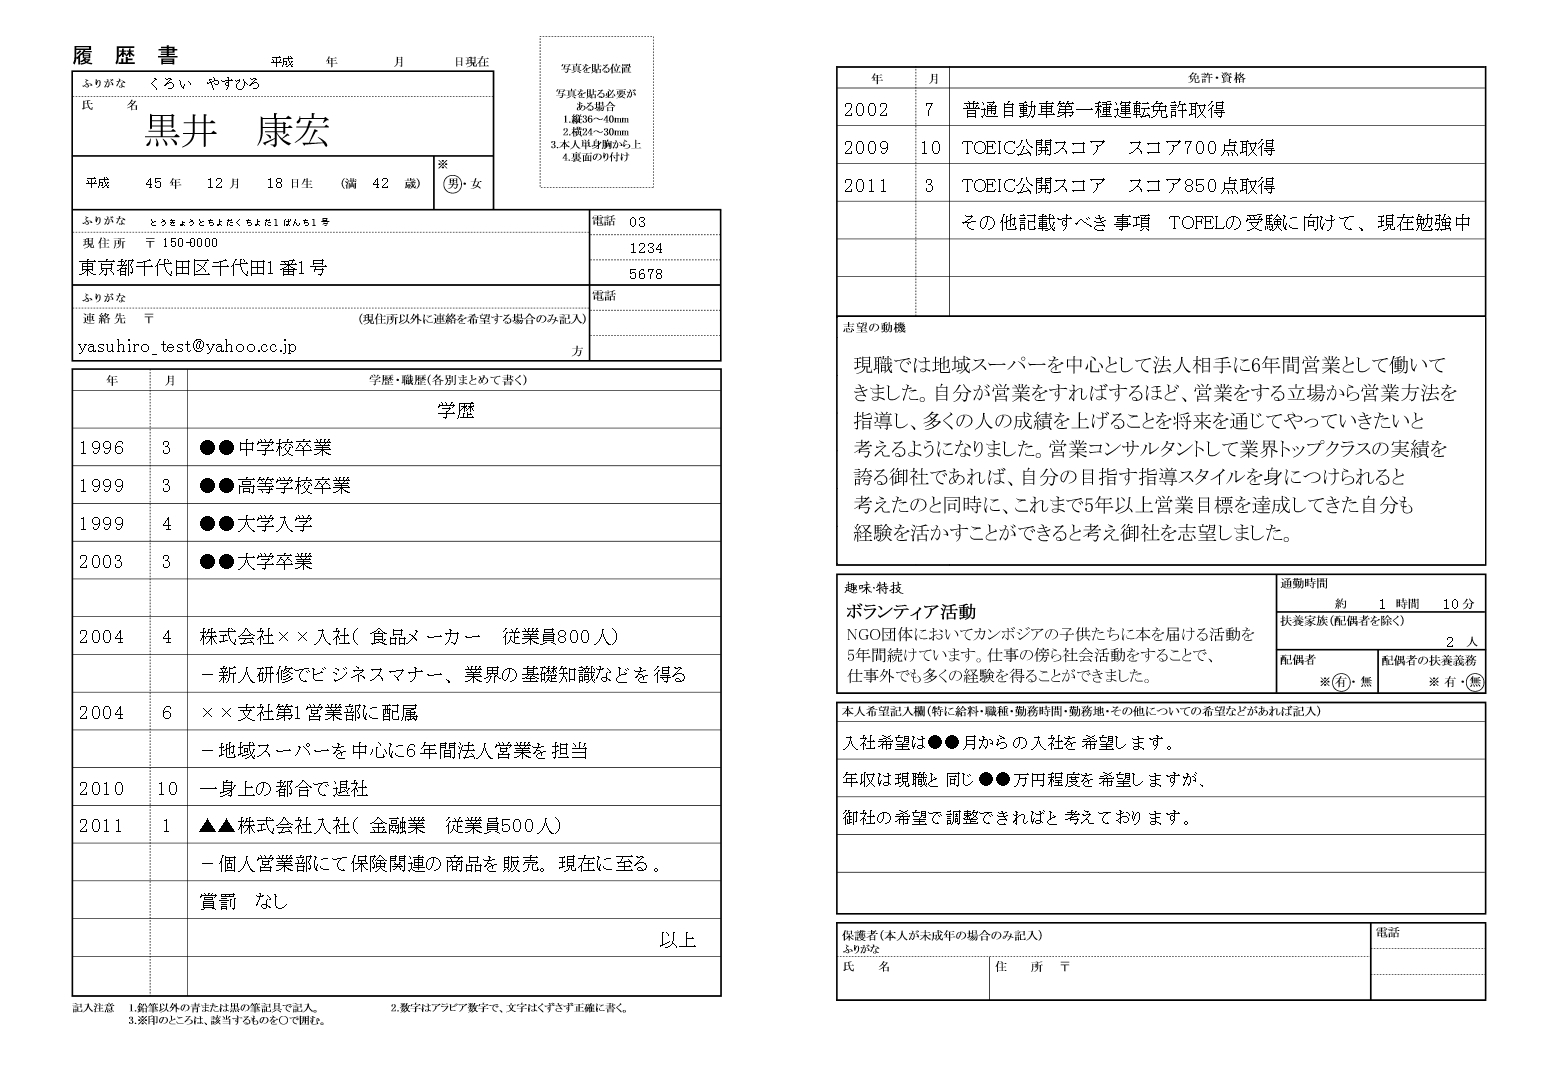 履歴書
平成 年 月 日現在
ふりがな くろい やすひろ
氏 名
黒井 康宏
平成 45 年 12 月 18 日生 (満 42 歳)
※
男・女
写真を貼る位置
写真を貼る必要が
ある場合
1.縦36～40mm
2.横24～30mm
3.本人単身胸から上
4.裏面のり付け
ふりがな とうきょうとちよだくちよだ1ばんち1号
現住所 〒 150-0000
東京都千代田区千代田1番1号
電話 03
1234
5678
ふりがな
連絡先 〒 (現住所以外に連絡を希望する場合のみ記入)
yasuhiro_test@yahoo.cc.jp 方
電話
年 月 学歴・職歴(各別まとめて書く)
学歴
1996 3 ●●中学校卒業
1999 3 ●●高等学校卒業
1999 4 ●●大学入学
2003 3 ●●大学卒業
2004 4 株式会社××入社( 食品メーカー 従業員800人)
－新人研修でビジネスマナー、業界の基礎知識などを得る
2004 6 ××支社第1営業部に配属
－地域スーパーを中心に6年間法人営業を担当
2010 10 一身上の都合で退社
2011 1 ▲▲株式会社入社( 金融業 従業員500人)
－個人営業部にて保険関連の商品を販売。現在に至る。
賞罰 なし
以上
記入注意 1.鉛筆以外の青または黒の筆記具で記入。 2.数字はアラビア数字で、文字はくずさず正確に書く。
3.※印のところは、該当するものを〇で囲む。
年 月 免許・資格
2002 7 普通自動車第一種運転免許取得
2009 10 TOEIC公開スコア スコア700点取得
2011 3 TOEIC公開スコア スコア850点取得
その他記載すべき事項 TOFELの受験に向けて、現在勉強中
志望の動機
現職では地域スーパーを中心として法人相手に6年間営業として働いて
きました。自分が営業をすればするほど、営業をする立場から営業方法を
指導し、多くの人の成績を上げることを将来を通じてやっていきたいと
考えるようになりました。営業コンサルタントして業界トップクラスの実績を
誇る御社であれば、自分の目指す指導スタイルを身につけられると
考えたのと同時に、これまで5年以上営業目標を達成してきた自分も
経験を活かすことができると考え御社を志望しました。
趣味・特技
ボランティア活動
NGO団体においてカンボジアの子供たちに本を届ける活動を
5年間続けています。仕事の傍ら社会活動をすることで、
仕事外でも多くの経験を得ることができました。
通勤時間
約 1 時間 10 分
扶養家族(配偶者を除く)
2 人
配偶者
※有・無
配偶者の扶養義務
※ 有・無
本人希望記入欄(特に給料・職種・勤務時間・勤務地・その他についての希望などがあれば記入)
入社希望は●●月からの入社を希望します。
年収は現職と同じ●●万円程度を希望しますが、
御社の希望で調整できればと考えております。
保護者(本人が未成年の場合のみ記入)
ふりがな
氏 名 住 所 〒
電話